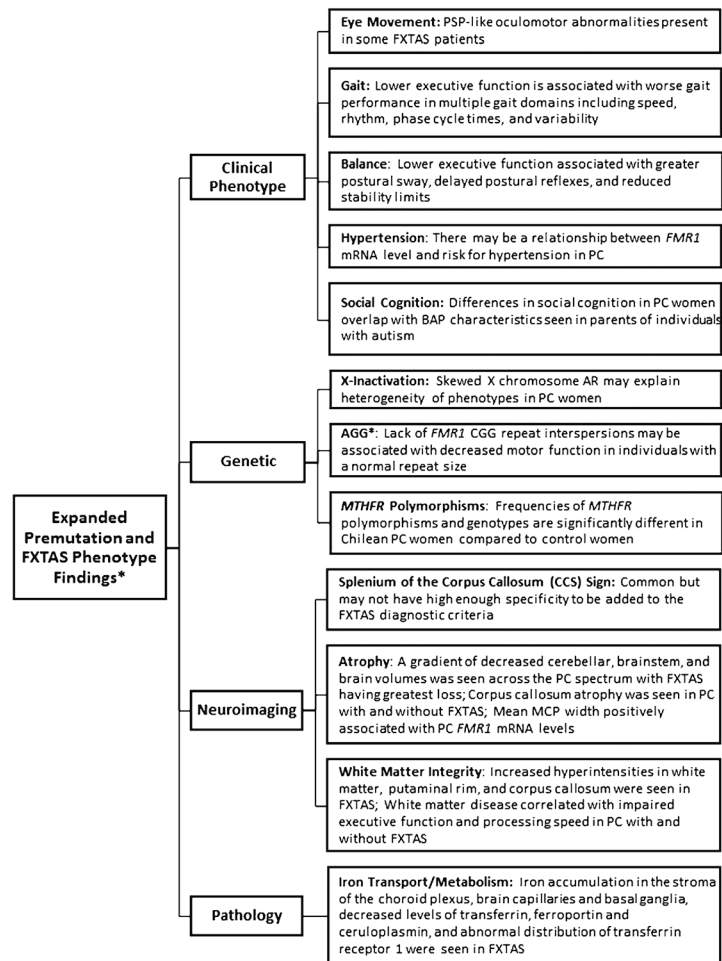 Eye Movement: PSP-like oculomotor abnormalities present
in some FXTAS patients
Gait: Lower executive function is associated with worse gait
performance in multiple gait domains including speed,
rhythm, phase cycle times, and variability
Clinical
Phenotype
Balance: Lower executive function associated with greater
postural sway, delayed postural reflexes, and reduced
stability limits
Hypertension: There may be a relationship between FMR1
mRNA level and risk for hypertension in PC
Social Cognition: Differences in social cognition in PC women
overlap with BAP characteristics seen in parents of individuals
with autism
X-Inactivation: Skewed X chromosome AR may explain
heterogeneity of phenotypes in PC women
Genetic
AGG*: Lack of FMR1 CGG repeat interspersions may be
associated with decreased motor function in individuals with
a normal repeat size
MTHFR Polymorphisms: Frequencies of MTHFR
polymorphisms and genotypes are significantly different in
Chilean PC women compared to control women
Expanded
Premutation and
FXTAS Phenotype
Findings*
Splenium of the Corpus Callosum (CCS) Sign: Common but
may not have high enough specificity to be added to the
FXTAS diagnostic criteria
Neuroimaging
Atrophy: A gradient of decreased cerebellar, brainstem, and
brain volumes was seen across the PC spectrum with FXTAS
having greatest loss; Corpus callosum atrophy was seen in PC
with and without FXTAS; Mean MCP width positively
associated with PC FMR1 mRNA levels
White Matter Integrity: Increased hyperintensities in white
matter, putaminal rim, and corpus callosum were seen in
FXTAS; White matter disease correlated with impaired
executive function and processing speed in PC with and
without FXTAS
Pathology
Iron Transport/Metabolism: Iron accumulation in the stroma
of the choroid plexus, brain capillaries and basal ganglia,
decreased levels of transferrin, ferroportin and
ceruloplasmin, and abnormal distribution of transferrin
receptor 1 were seen in FXTAS